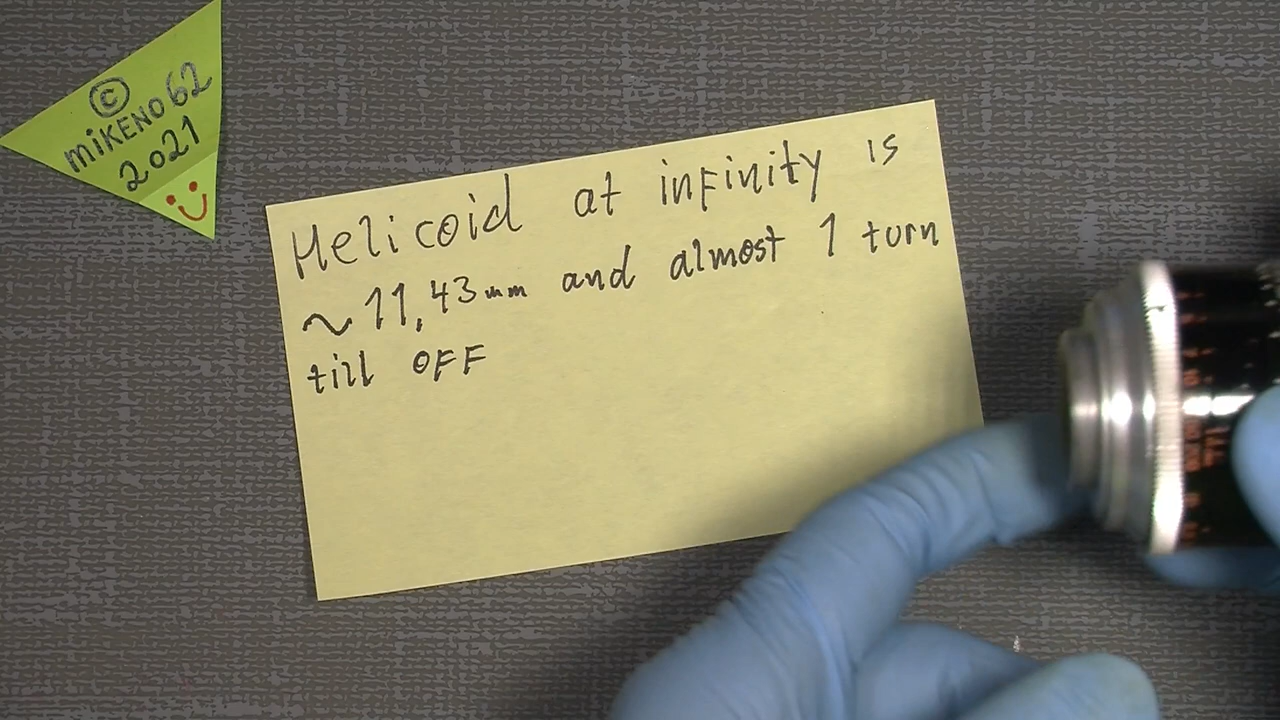 ©
MiKENO62
2021
Helicoid at infinity is
~11,43mm and almost 1 turn
till OFF